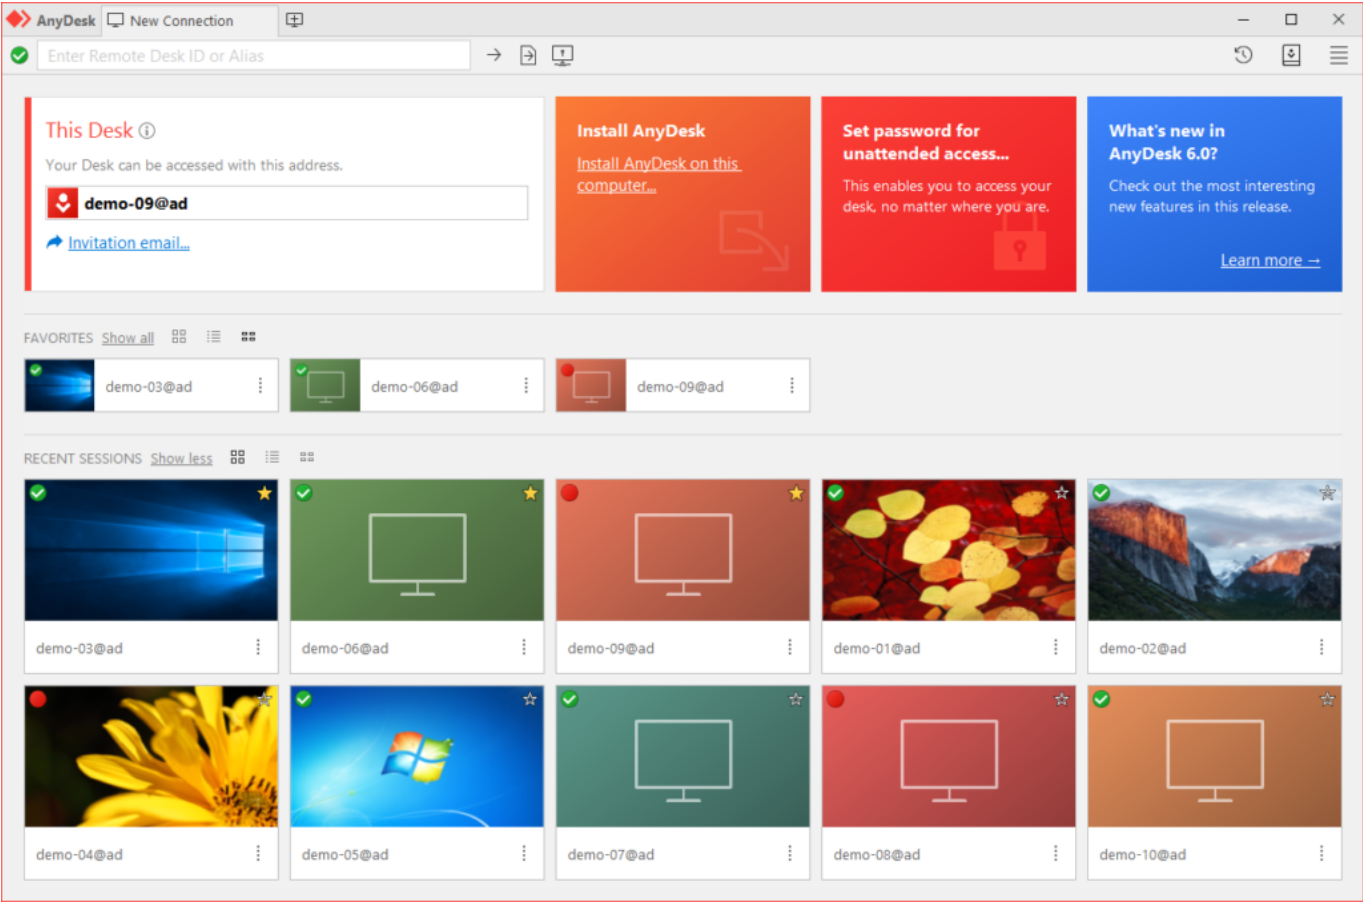 AnyDesk
New Connection
Enter Remote Desk ID or Alias
This Desk
Your Desk can be accessed with this address.
demo-09@ad
Invitation email...
Install AnyDesk
Install AnyDesk on this
computer...
Set password for
unattended access...
This enables you to access your
desk, no matter where you are.
What's new in
AnyDesk 6.0?
Check out the most interesting
new features in this release.
Learn more →
FAVORITES Show all
demo-03@ad
demo-06@ad
demo-09@ad
RECENT SESSIONS Show less
demo-03@ad
demo-06@ad
demo-09@ad
demo-01@ad
demo-02@ad
demo-04@ad
demo-05@ad
demo-07@ad
demo-08@ad
demo-10@ad